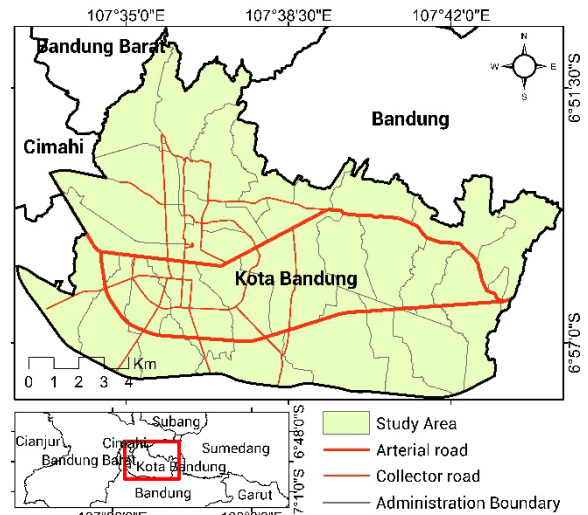 107°35'0"E 107°38'30"E 107°42'0"E
Bandung Barat
N
W E
S
6°51'30"S
Bandung
Cimahi
Kota Bandung
6°57'0"S
Km
0 1 2 3 4
Subang
Cianjur
Cimahi
Sumedang
Bandung Barat
Kota Bandung
Bandung
Garut
6°48'0"S
7°10'0"S
Study Area
Arterial road
Collector road
Administration Boundary